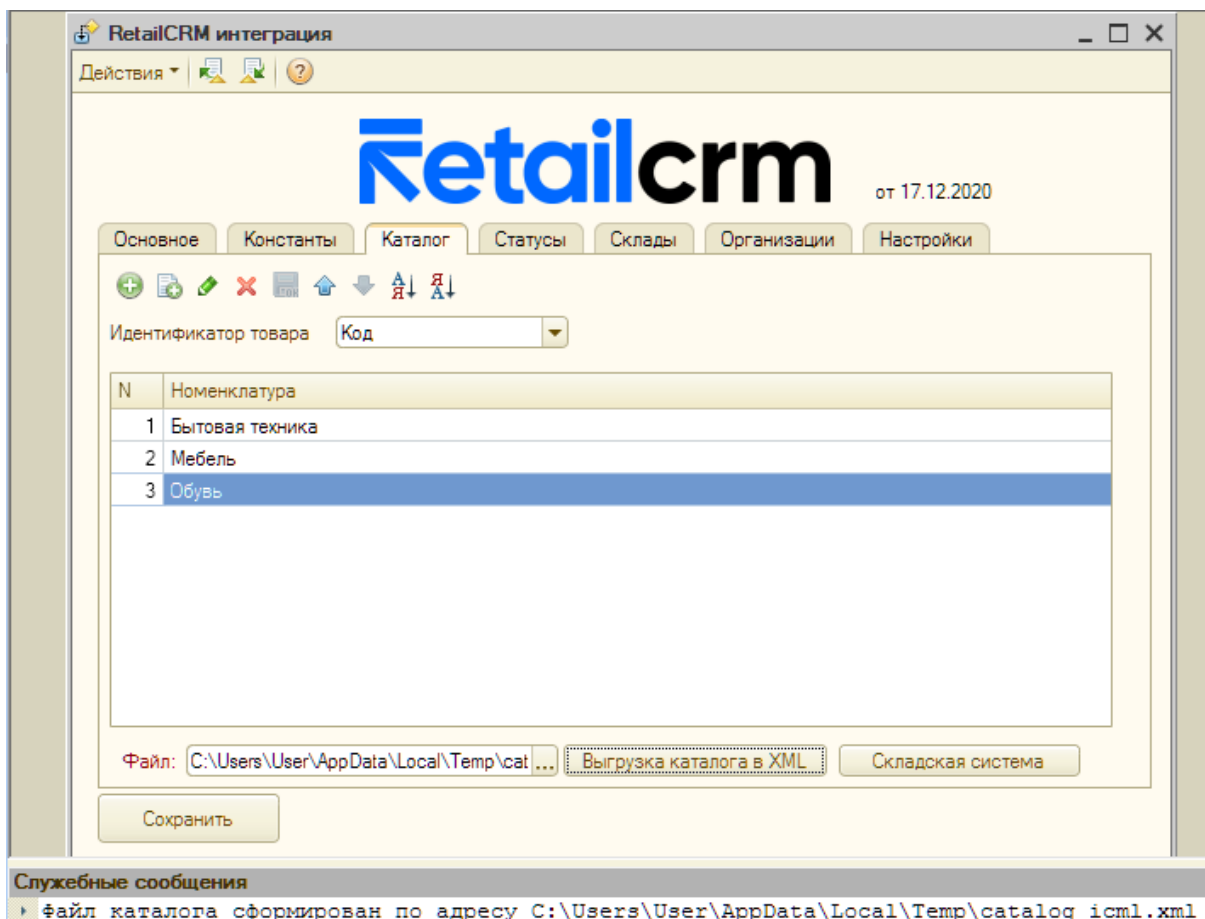 RetailCRM интеграция
Действия
Retailcrm
от 17.12.2020
Основное Константы Каталог Статусы Склады Организации Настройки
Идентификатор товара Код
N Номенклатура
1 Бытовая техника
2 Мебель
3 Обувь
Файл: C:\Users\User\AppData\Local\Temp\cat ... Выгрузка каталога в XML Складская система
Сохранить
Служебные сообщения
Файл каталога сформирован по адресу C:\Users\User\AppData\Local\Temp\catalog_icml.xml